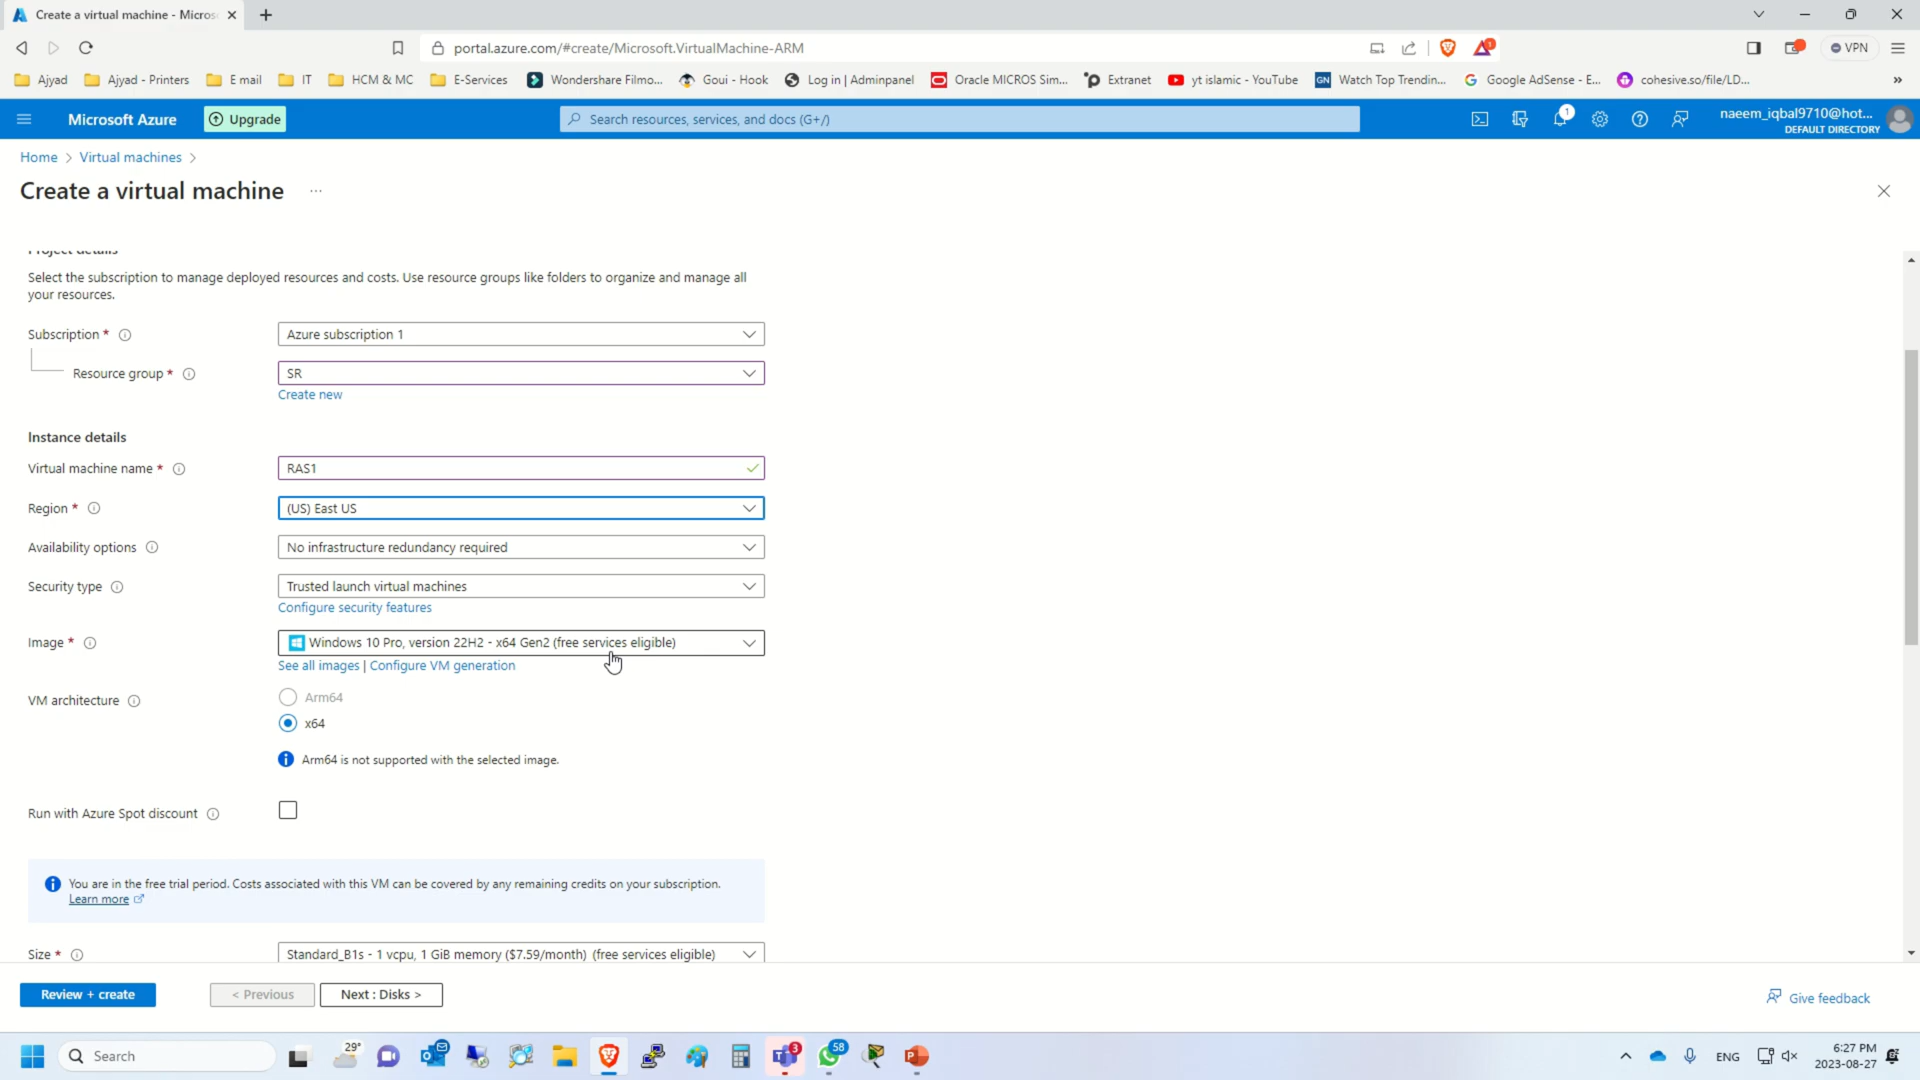 Create a virtual machine - Micros
portal.azure.com/#create/Microsoft.VirtualMachine-ARM
VPN
Ajyad
Ajyad - Printers
E mail
IT
HCM & MC
E-Services
Wondershare Filmo...
Goui - Hook
Log in | Adminpanel
Oracle MICROS Sim...
Extranet
yt islamic - YouTube
GN
Watch Top Trendin...
Google AdSense - E...
cohesive.so/file/LD...
»
Microsoft Azure
Upgrade
Search resources, services, and docs (G+/)
1
naeem_iqbal9710@hot...
DEFAULT DIRECTORY
Home > Virtual machines >
Create a virtual machine ...
Project details
Select the subscription to manage deployed resources and costs. Use resource groups like folders to organize and manage all
your resources.
Subscription *
Azure subscription 1
Resource group *
SR
Create new
Instance details
Virtual machine name *
RAS1
Region *
(US) East US
Availability options
No infrastructure redundancy required
Security type
Trusted launch virtual machines
Configure security features
Image *
Windows 10 Pro, version 22H2 - x64 Gen2 (free services eligible)
See all images | Configure VM generation
VM architecture
Arm64
x64
Arm64 is not supported with the selected image.
Run with Azure Spot discount
You are in the free trial period. Costs associated with this VM can be covered by any remaining credits on your subscription.
Learn more
Size *
Standard_B1s - 1 vcpu, 1 GiB memory ($7.59/month) (free services eligible)
Review + create
< Previous
Next : Disks >
Give feedback
Search
29°
3
58
ENG
6:27 PM
2023-08-27